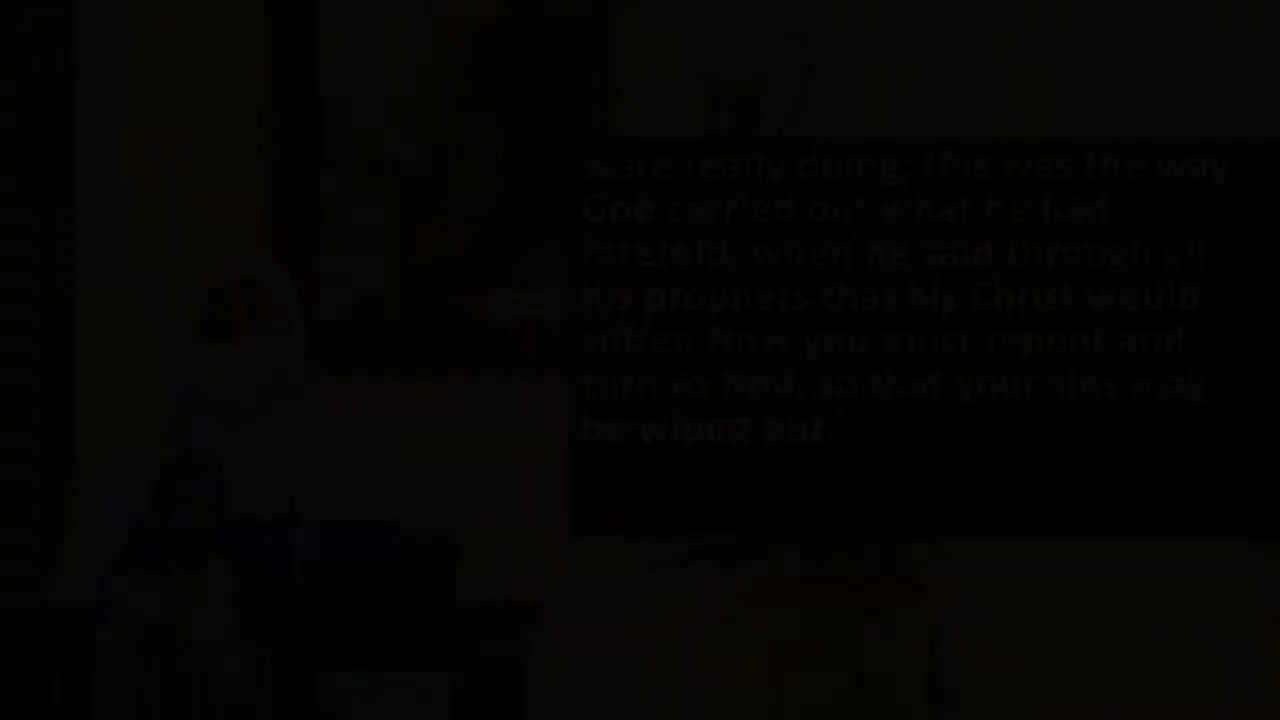 were really doing; this was the way
God carried out what he had
foretold, when he said through all
his prophets that his Christ would
suffer. Now you must repent and
turn to God, so that your sins may
be wiped out.